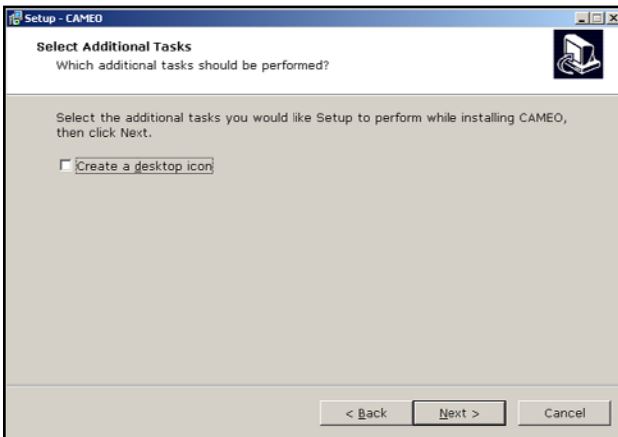 Setup - CAMEO
Select Additional Tasks
Which additional tasks should be performed?
Select the additional tasks you would like Setup to perform while installing CAMEO,
then click Next.
Create a desktop icon
< Back
Next >
Cancel